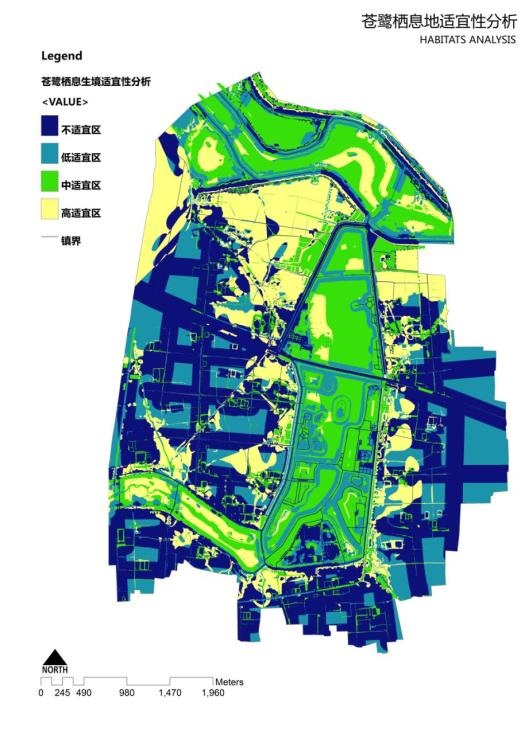 苍鹭栖息地适宜性分析
HABITATS ANALYSIS
Legend
苍鹭栖息生境适宜性分析
<VALUE>
不适宜区
低适宜区
中适宜区
高适宜区
镇界
NORTH
Meters
0 245 490 980 1,470 1,960